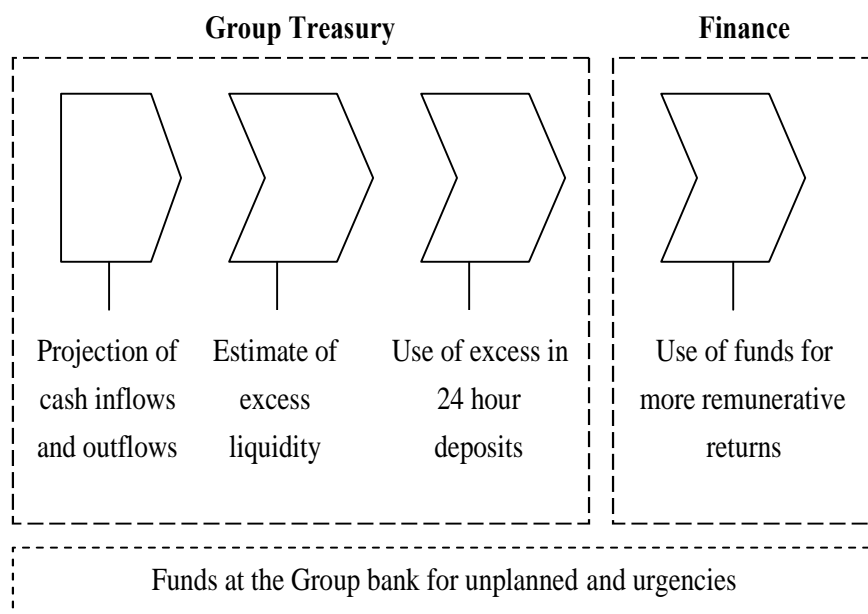 Group Treasury
Finance
Projection of
cash inflows
and outflows
Estimate of
excess
liquidity
Use of excess in
24 hour
deposits
Use of funds for
more remunerative
returns
Funds at the Group bank for unplanned and urgencies